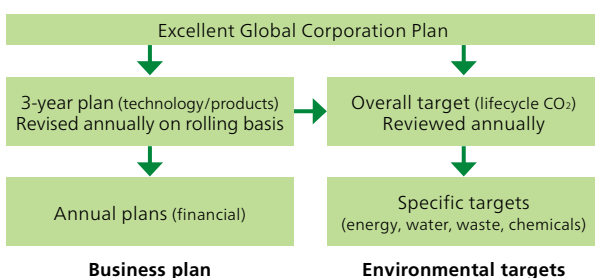 Excellent Global Corporation Plan
3-year plan (technology/products)
Revised annually on rolling basis
Overall target (lifecycle CO₂)
Reviewed annually
Annual plans (financial)
Specific targets
(energy, water, waste, chemicals)
Business plan
Environmental targets